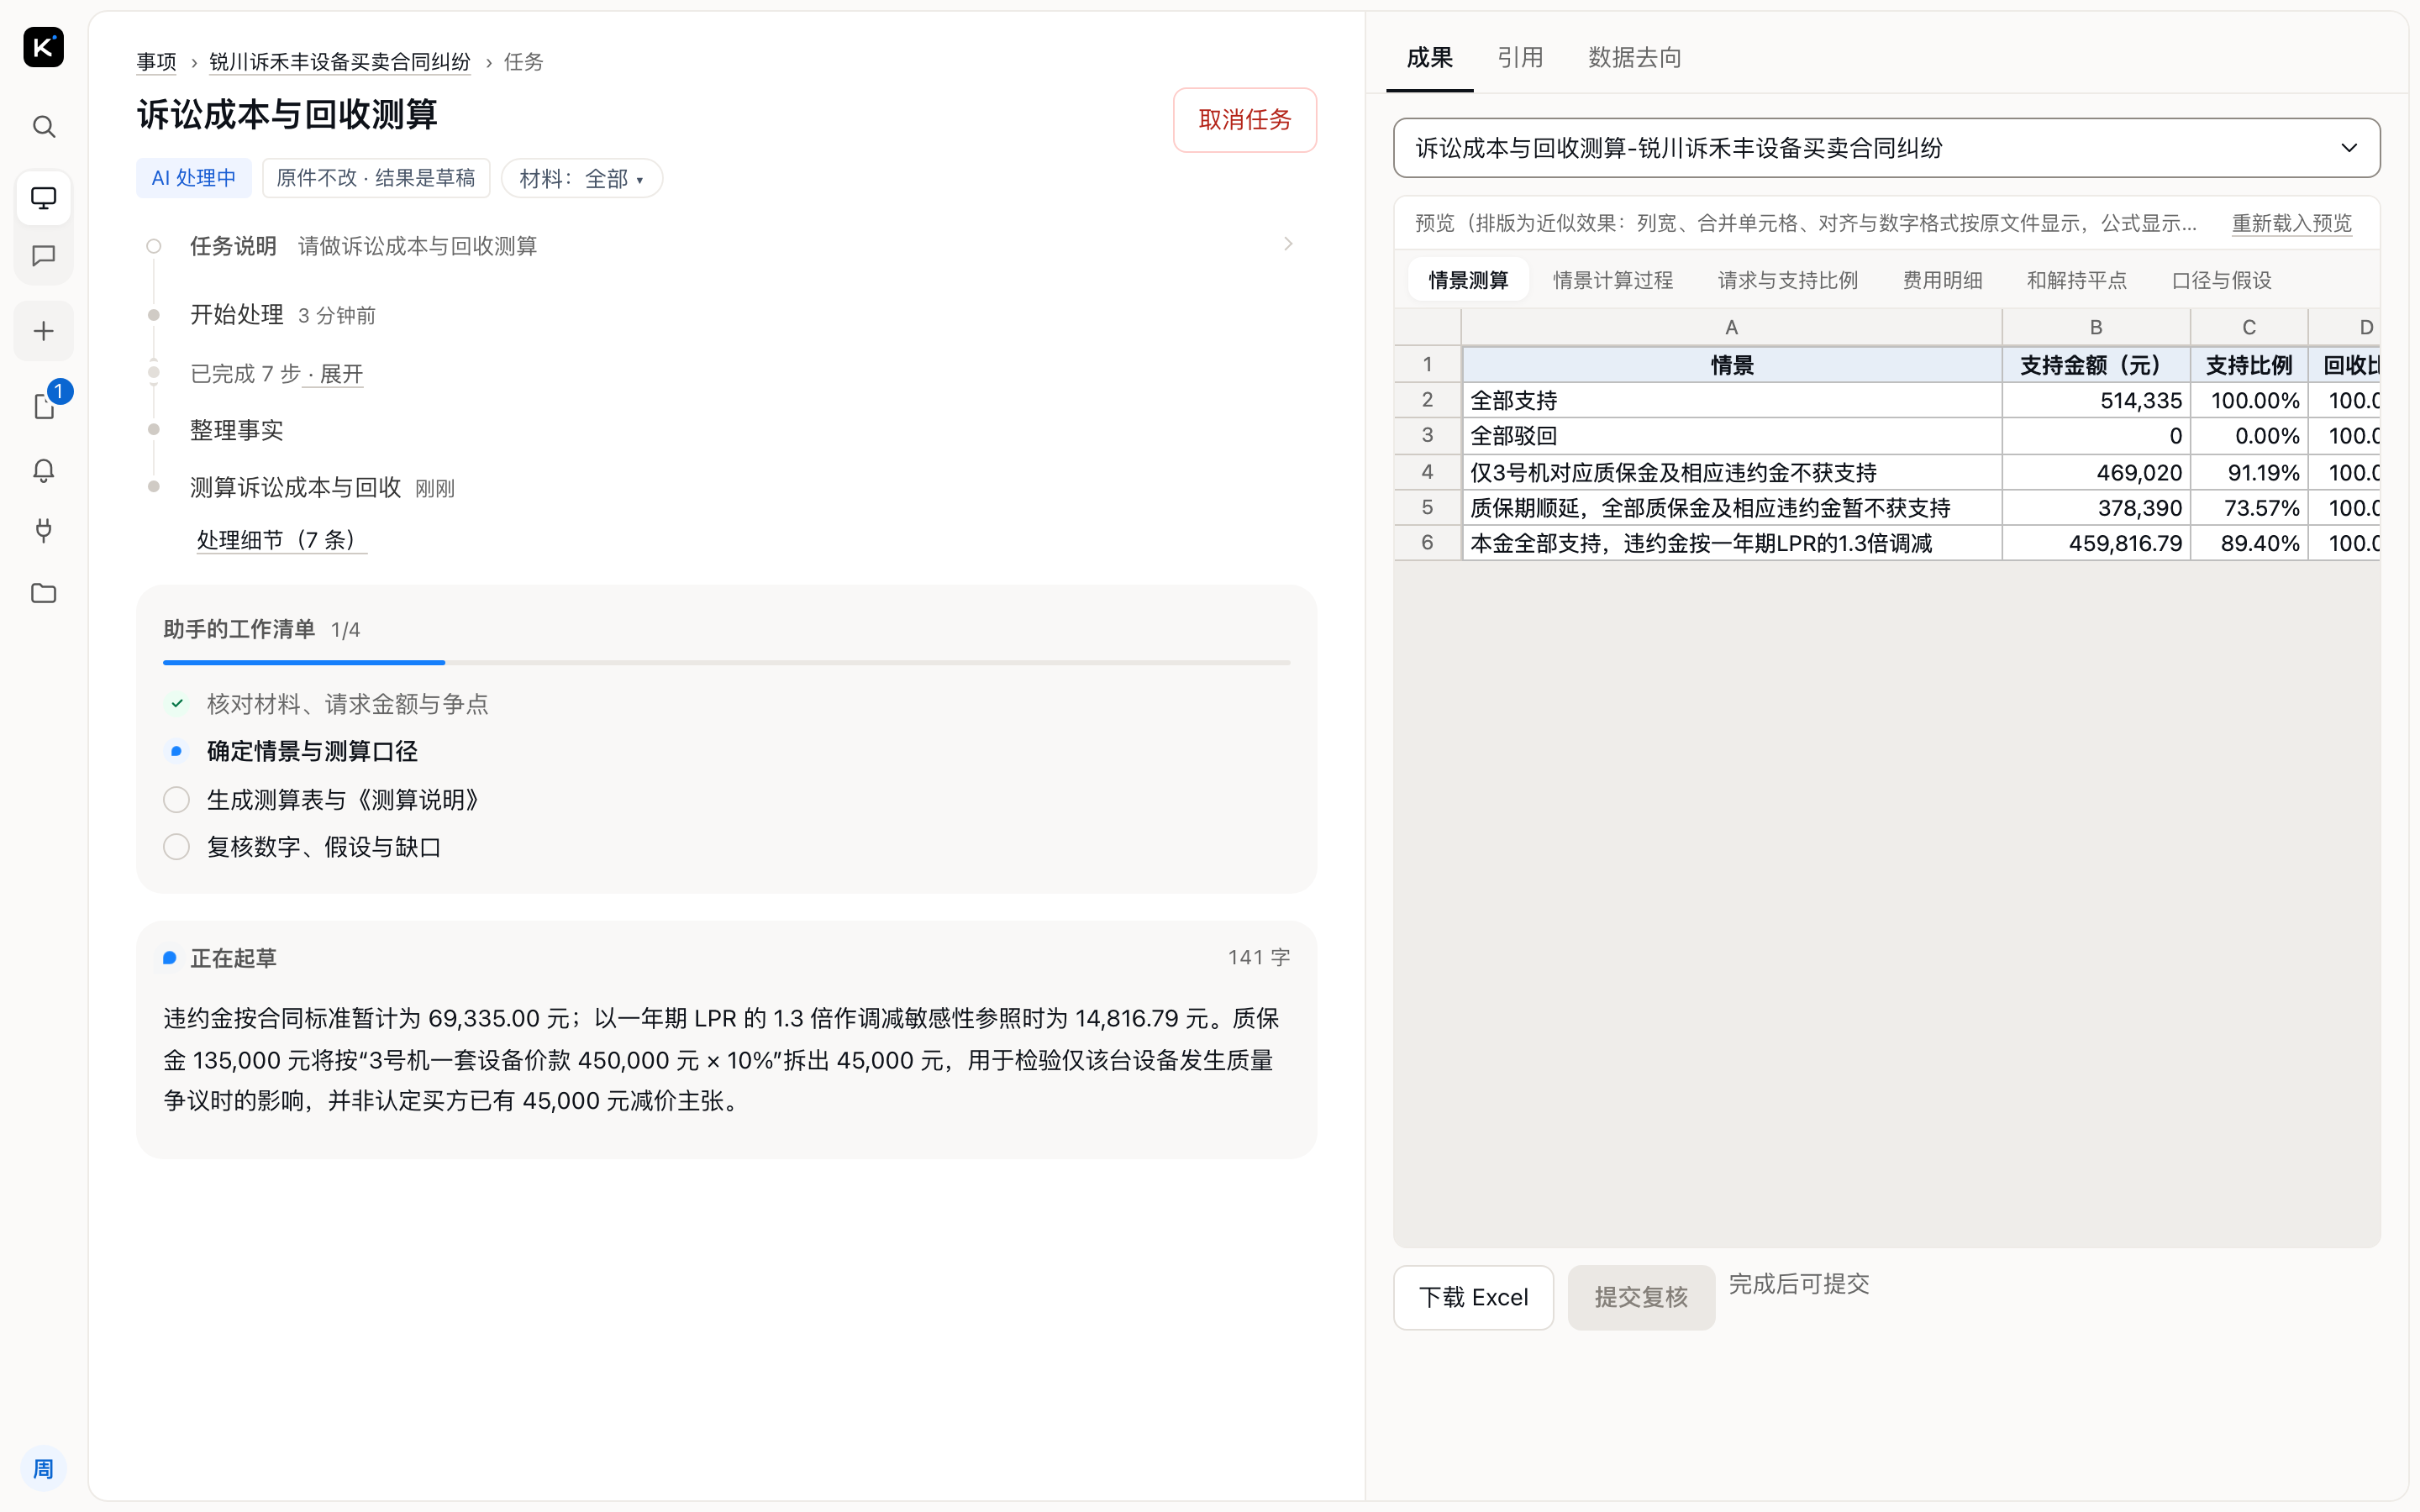 K
事项 › 锐川诉禾丰设备买卖合同纠纷 › 任务
诉讼成本与回收测算
取消任务
AI 处理中
原件不改 · 结果是草稿
材料：全部 ▾
任务说明 请做诉讼成本与回收测算
开始处理 3 分钟前
已完成 7 步 · 展开
整理事实
测算诉讼成本与回收 刚刚
处理细节（7 条）
助手的工作清单 1/4
核对材料、请求金额与争点
确定情景与测算口径
生成测算表与《测算说明》
复核数字、假设与缺口
正在起草 141 字
违约金按合同标准暂计为 69,335.00 元；以一年期 LPR 的 1.3 倍作调减敏感性参照时为 14,816.79 元。质保
金 135,000 元将按“3号机一套设备价款 450,000 元 × 10%”拆出 45,000 元，用于检验仅该台设备发生质量
争议时的影响，并非认定买方已有 45,000 元减价主张。
1
周
成果 引用 数据去向
诉讼成本与回收测算-锐川诉禾丰设备买卖合同纠纷
预览（排版为近似效果：列宽、合并单元格、对齐与数字格式按原文件显示，公式显示... 重新载入预览
情景测算 情景计算过程 请求与支持比例 费用明细 和解持平点 口径与假设
A B C D
1 情景 支持金额（元） 支持比例 回收比
2 全部支持 514,335 100.00% 100.0
3 全部驳回 0 0.00% 100.0
4 仅3号机对应质保金及相应违约金不获支持 469,020 91.19% 100.0
5 质保期顺延，全部质保金及相应违约金暂不获支持 378,390 73.57% 100.0
6 本金全部支持，违约金按一年期LPR的1.3倍调减 459,816.79 89.40% 100.0
下载 Excel 提交复核 完成后可提交